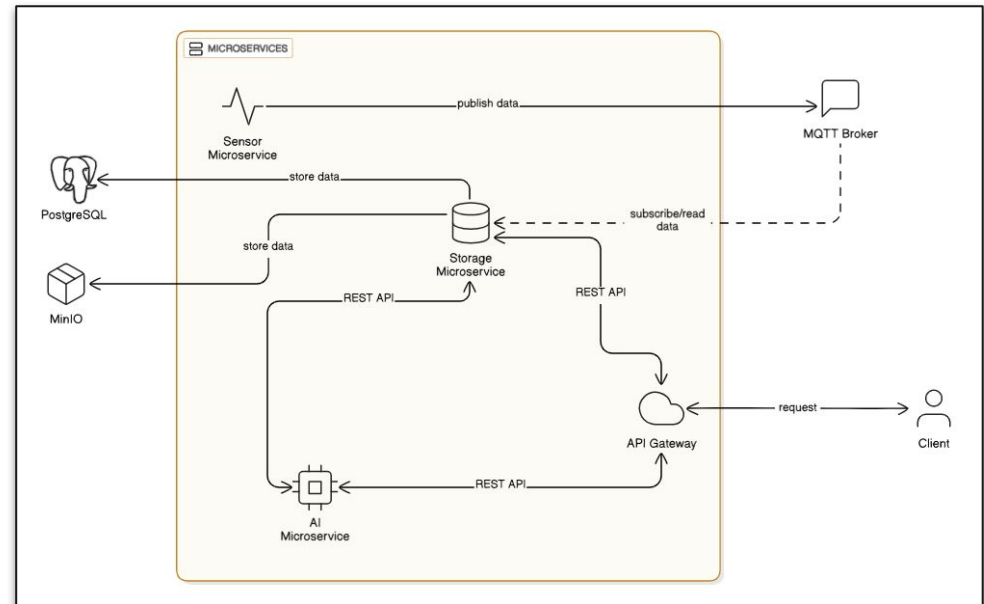 MICROSERVICES
publish data
Sensor
Microservice
MQTT Broker
store data
PostgreSQL
subscribe/read
data
store data
Storage
Microservice
REST API
REST API
MinIO
request
API Gateway
Client
REST API
AI
Microservice